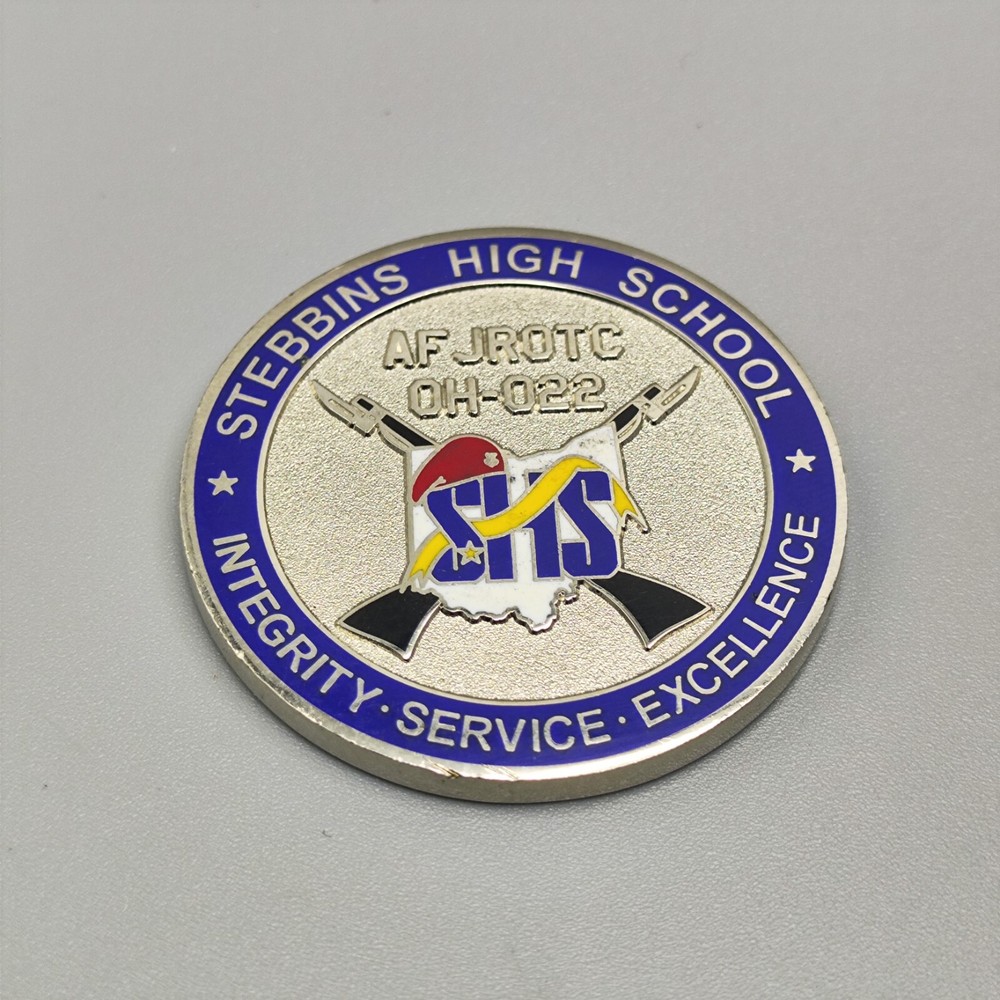 STEBBINS HIGH SCHOOL
AF JROTC
OH-022
SHS
INTEGRITY · SERVICE · EXCELLENCE